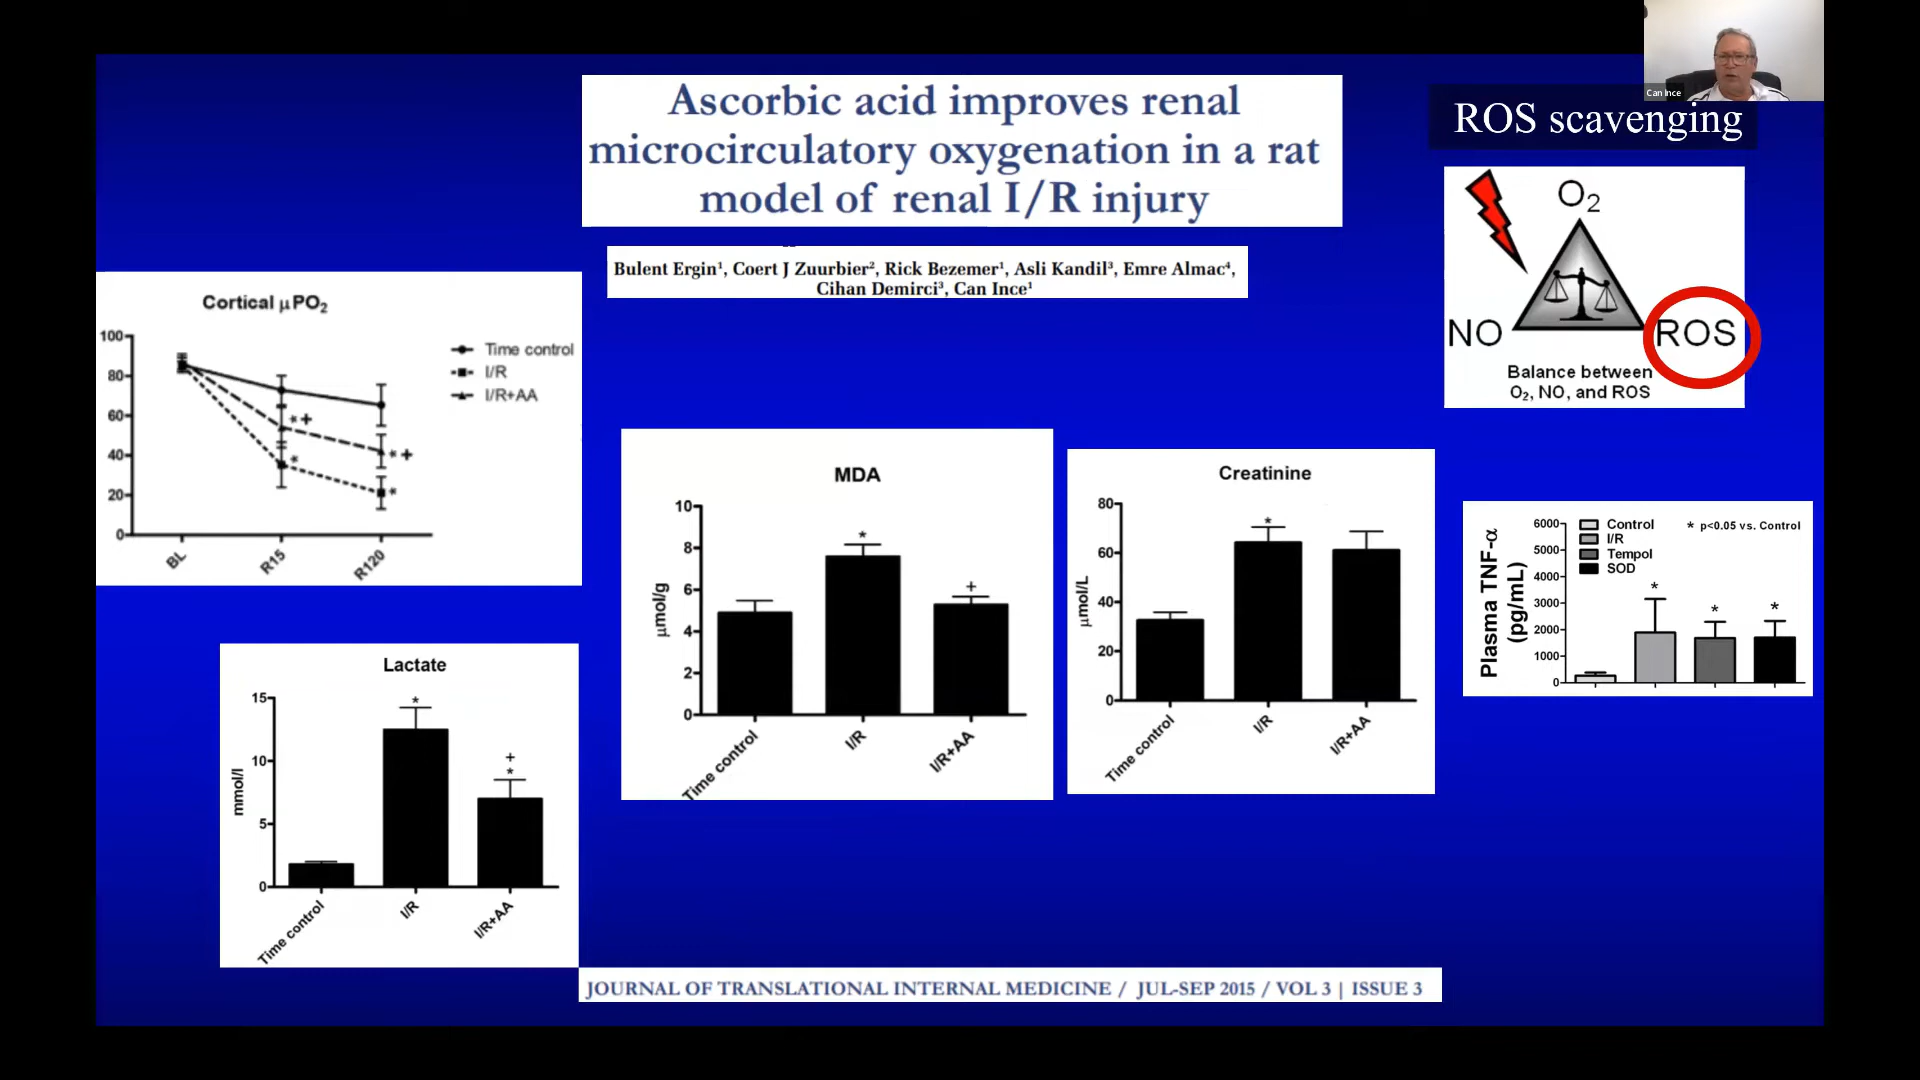 Can Ince
Ascorbic acid improves renal
microcirculatory oxygenation in a rat
model of renal I/R injury
Bulent Ergin¹, Coert J Zuurbier², Rick Bezemer¹, Asli Kandil³, Emre Almac⁴,
Cihan Demirci³, Can Ince¹
ROS scavenging
O₂
NO
ROS
Balance between
O₂, NO, and ROS
Cortical μPO₂
100
80
60
40
20
0
BL
R15
R120
Time control
I/R
I/R+AA
*+
*
*+
*
Lactate
mmol/l
15
10
5
0
*
+
*
Time control
I/R
I/R+AA
MDA
μmol/g
10
8
6
4
2
0
*
+
Time control
I/R
I/R+AA
Creatinine
μmol/L
80
60
40
20
0
*
Time control
I/R
I/R+AA
Plasma TNF-α
(pg/mL)
6000
5000
4000
3000
2000
1000
0
Control
I/R
Tempol
SOD
* p<0.05 vs. Control
*
*
*
JOURNAL OF TRANSLATIONAL INTERNAL MEDICINE / JUL-SEP 2015 / VOL 3 | ISSUE 3